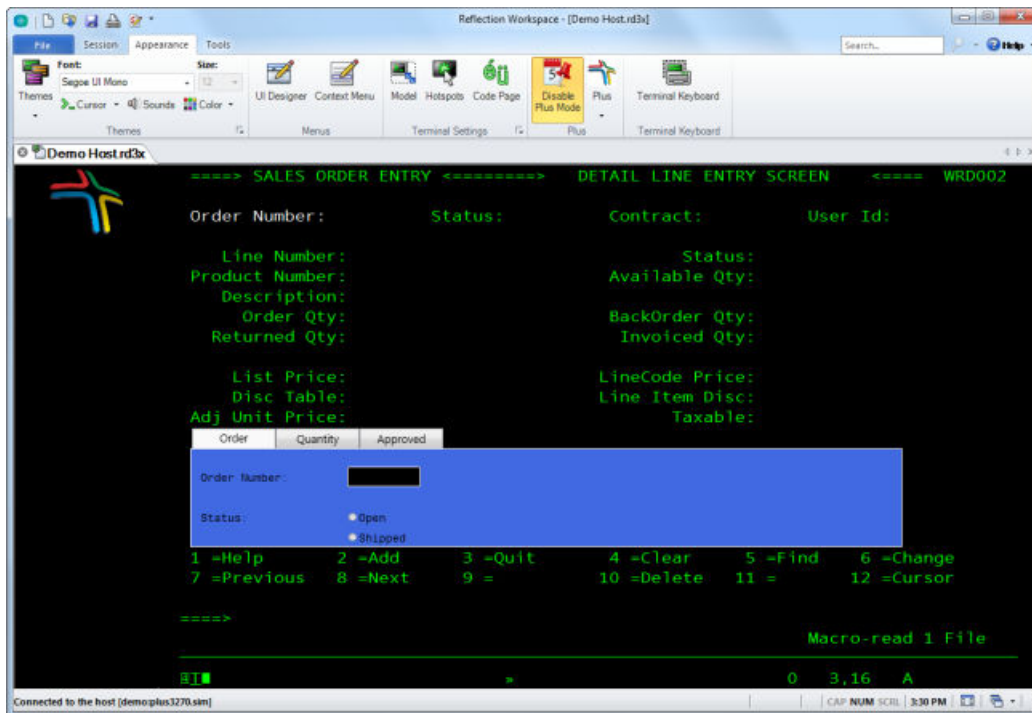 Reflection Workspace - [Demo Host.rd3x]
File Session Appearance Tools Search... Help
Font: Size:
Segoe UI Mono 12
Themes Cursor Sounds Color UI Designer Context Menu Model Hotspots Code Page Disable Plus Mode Plus Terminal Keyboard
Themes Menus Terminal Settings Plus Terminal Keyboard
Demo Host.rd3x
====> SALES ORDER ENTRY <=========> DETAIL LINE ENTRY SCREEN <===== WRD002
Order Number: Status: Contract: User Id:
Line Number: Status:
Product Number: Available Qty:
Description:
Order Qty: BackOrder Qty:
Returned Qty: Invoiced Qty:
List Price: LineCode Price:
Disc Table: Line Item Disc:
Adj Unit Price: Taxable:
Order Quantity Approved
Order Number:
Status: Open
Shipped
1 =Help 2 =Add 3 =Quit 4 =Clear 5 =Find 6 =Change
7 =Previous 8 =Next 9 = 10 =Delete 11 = 12 =Cursor
====>
Macro-read 1 File
» 0 3,16 A
Connected to the host [demo:plus3270.sim] CAP NUM SCRL 3:30 PM